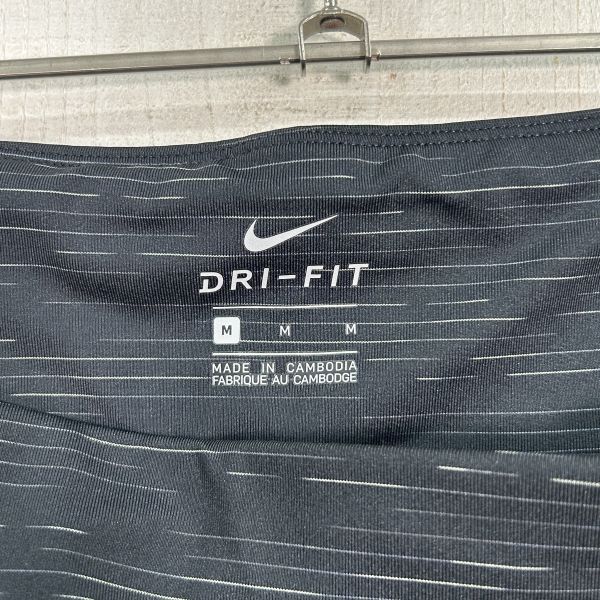 DRI-FIT
M M M
MADE IN CAMBODIA
FABRIQUE AU CAMBODGE